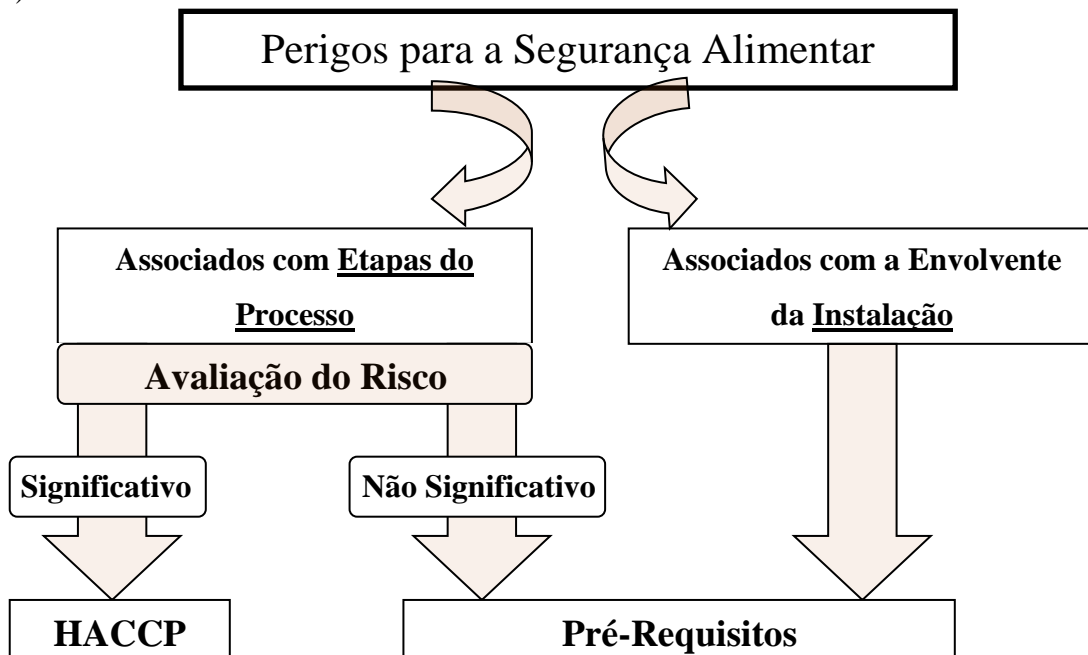 )
Perigos para a Segurança Alimentar
Associados com Etapas do
Processo
Associados com a Envolvente
da Instalação
Avaliação do Risco
Significativo
Não Significativo
HACCP
Pré-Requisitos